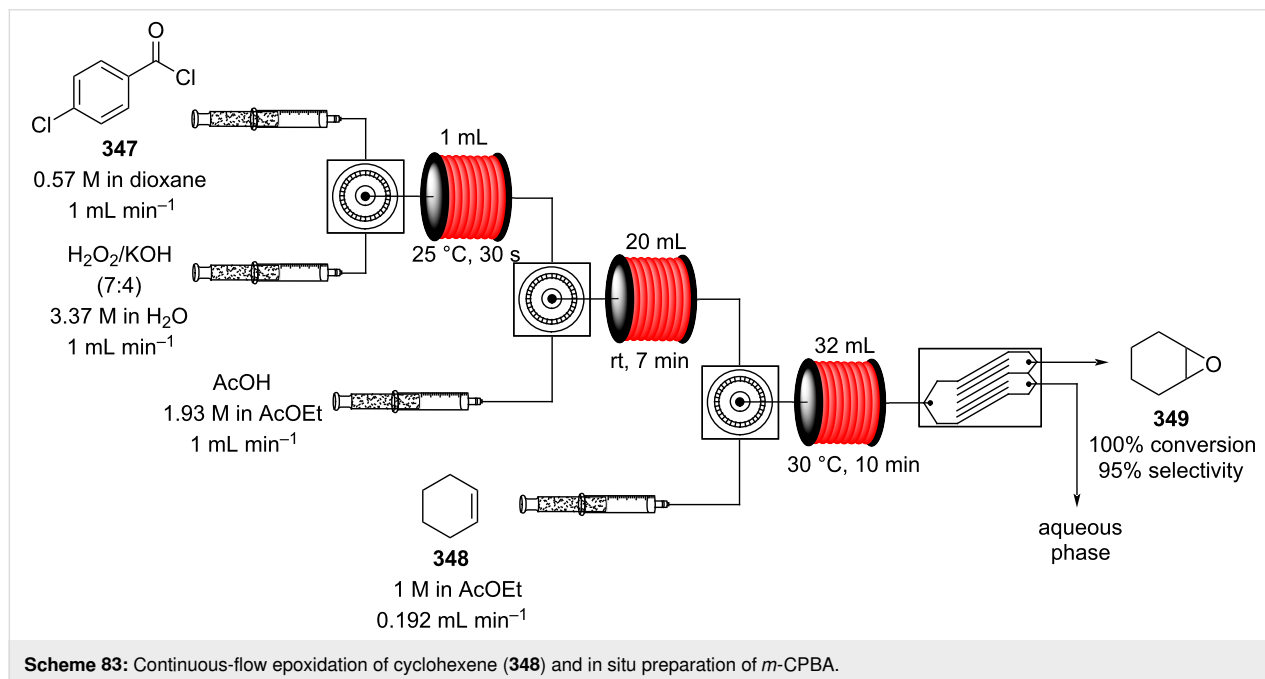 O
Cl
Cl
347
0.57 M in dioxane
1 mL min⁻¹
H₂O₂/KOH
(7:4)
3.37 M in H₂O
1 mL min⁻¹
1 mL
25 °C, 30 s
AcOH
1.93 M in AcOEt
1 mL min⁻¹
20 mL
rt, 7 min
348
1 M in AcOEt
0.192 mL min⁻¹
32 mL
30 °C, 10 min
O
349
100% conversion
95% selectivity
aqueous
phase
Scheme 83: Continuous-flow epoxidation of cyclohexene (348) and in situ preparation of m-CPBA.